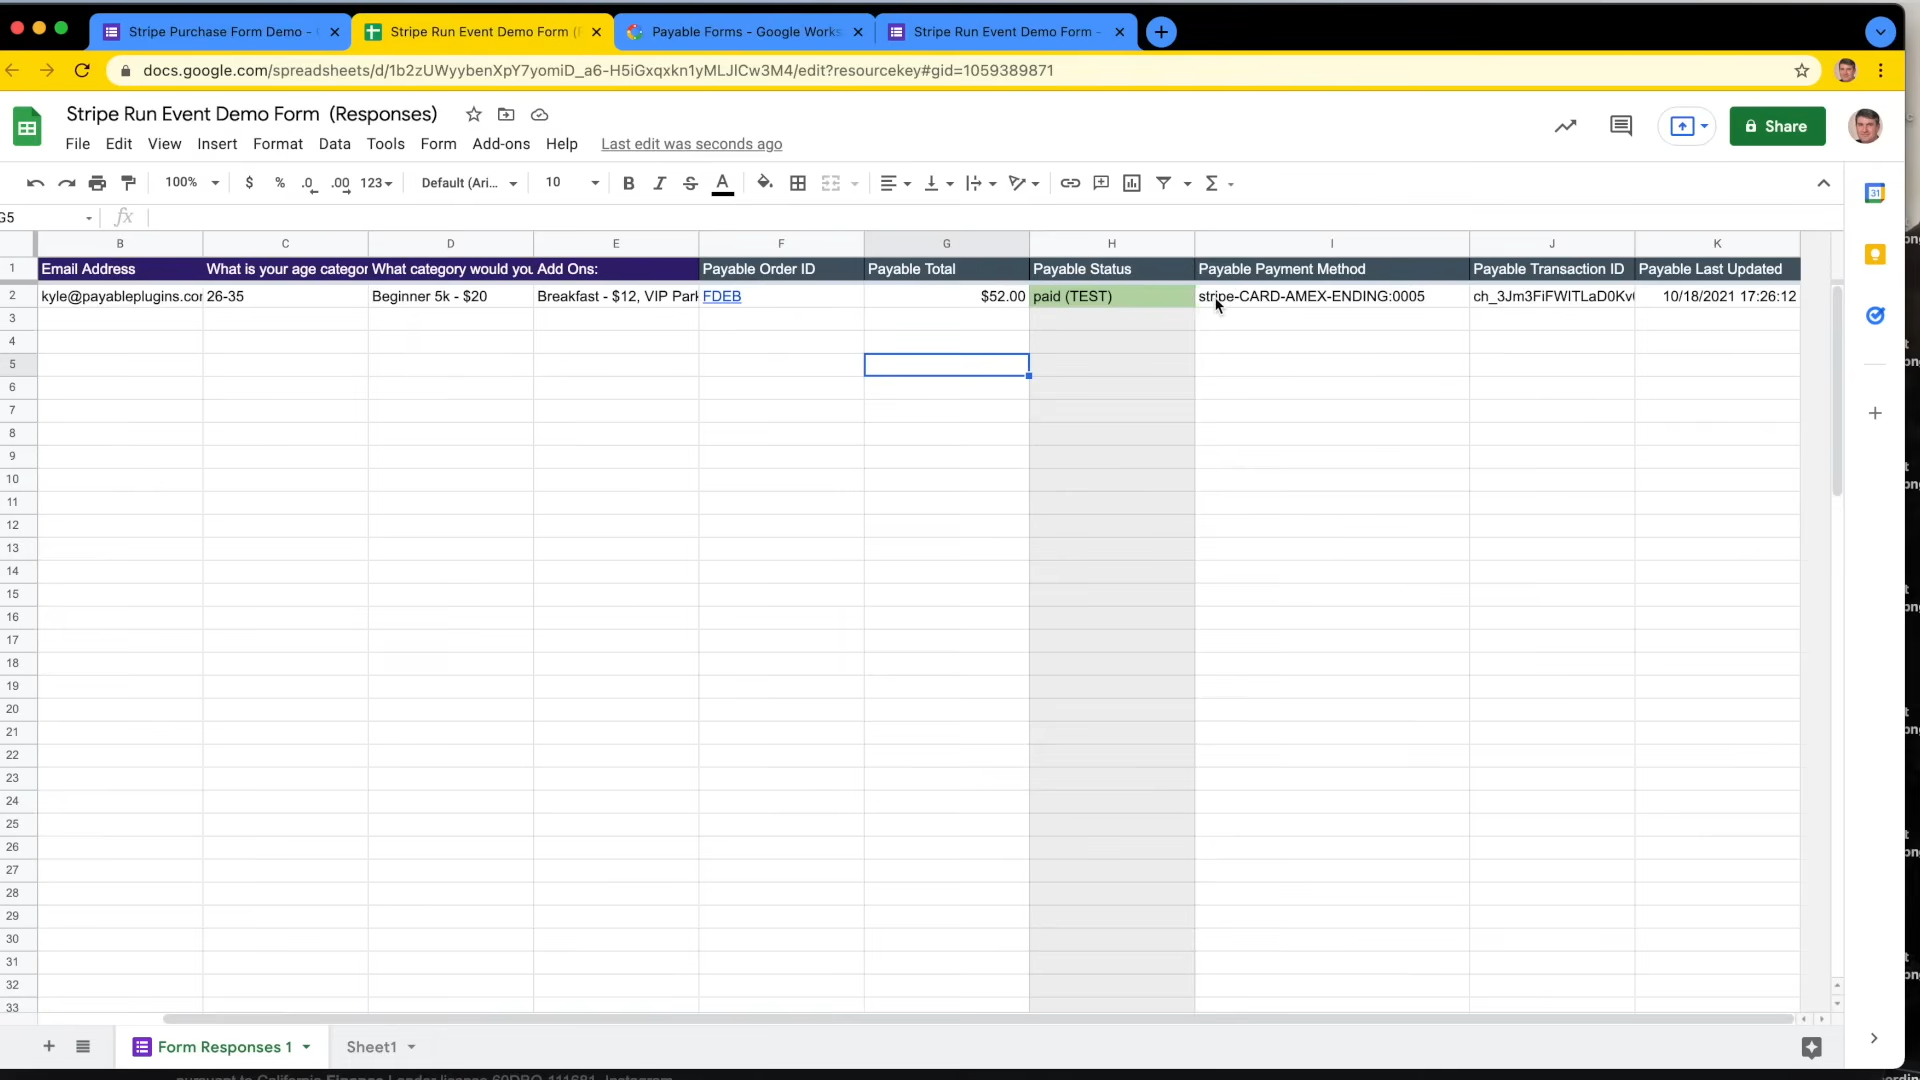 Stripe Purchase Form Demo -
Stripe Run Event Demo Form (
Payable Forms - Google Works
Stripe Run Event Demo Form -
docs.google.com/spreadsheets/d/1b2zUWyybenXpY7yomiD_a6-H5iGxqxkn1yMLJlCw3M4/edit?resourcekey#gid=1059389871
Stripe Run Event Demo Form (Responses)
File Edit View Insert Format Data Tools Form Add-ons Help Last edit was seconds ago
Share
100% $ % .0 .00 123 Default (Ari... 10 B I S A
31
G5 fx
B C D E F G H I J K
1 Email Address What is your age categor What category would you Add Ons: Payable Order ID Payable Total Payable Status Payable Payment Method Payable Transaction ID Payable Last Updated
2 kyle@payableplugins.com 26-35 Beginner 5k - $20 Breakfast - $12, VIP Park FDEB $52.00 paid (TEST) stripe-CARD-AMEX-ENDING:0005 ch_3Jm3FiFWITLaD0Kv 10/18/2021 17:26:12
3
4
5
6
7
8
9
10
11
12
13
14
15
16
17
18
19
20
21
22
23
24
25
26
27
28
29
30
31
32
33
Form Responses 1 Sheet1